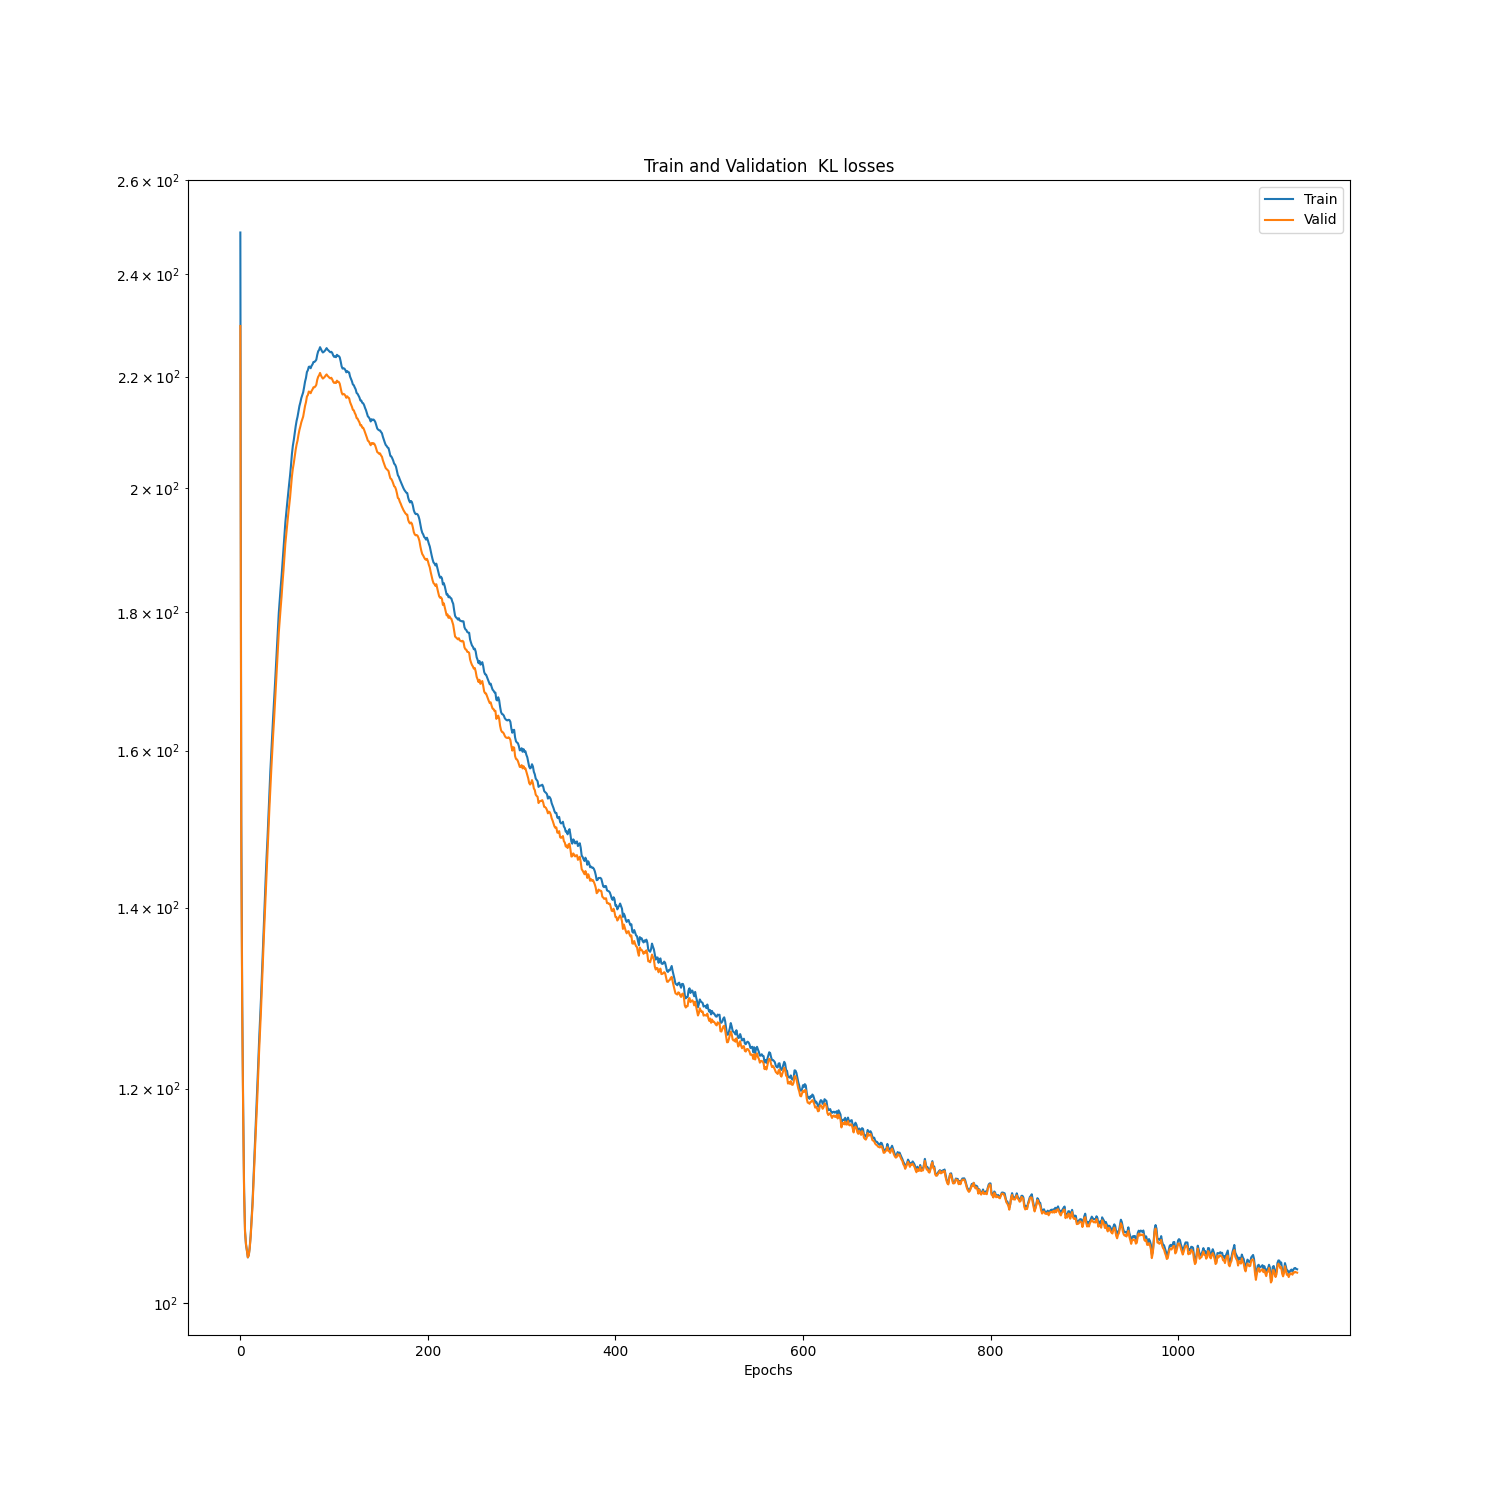 Train and Validation  KL losses
2.6 × 10²
2.4 × 10²
2.2 × 10²
2 × 10²
1.8 × 10²
1.6 × 10²
1.4 × 10²
1.2 × 10²
10²
Train
Valid
0 200 400 600 800 1000
Epochs